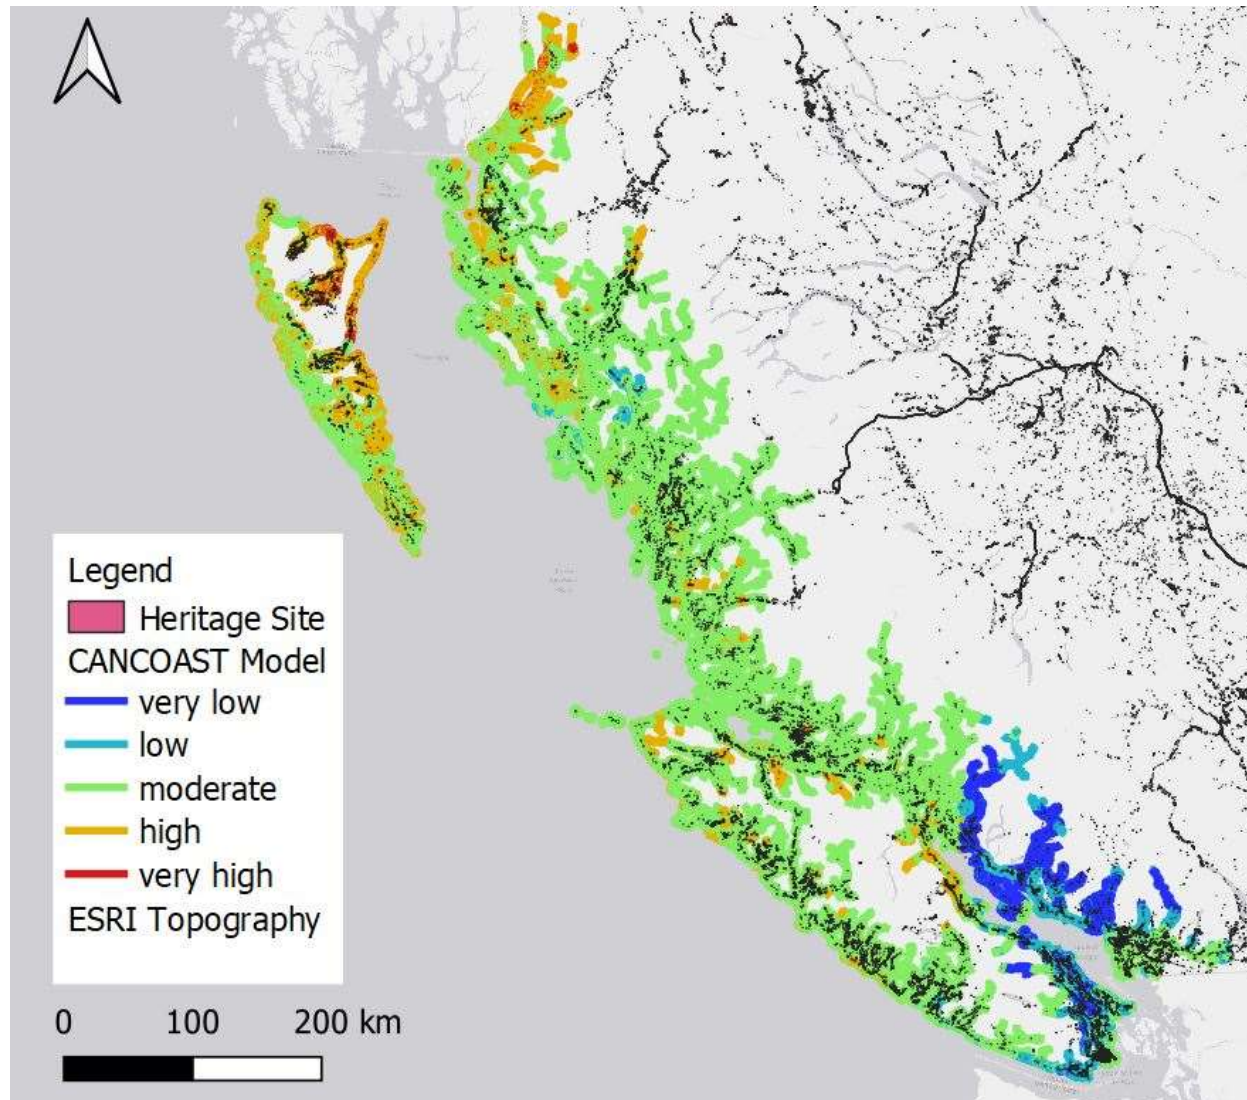 Legend
Heritage Site
CANCOAST Model
very low
low
moderate
high
very high
ESRI Topography
0 100 200 km